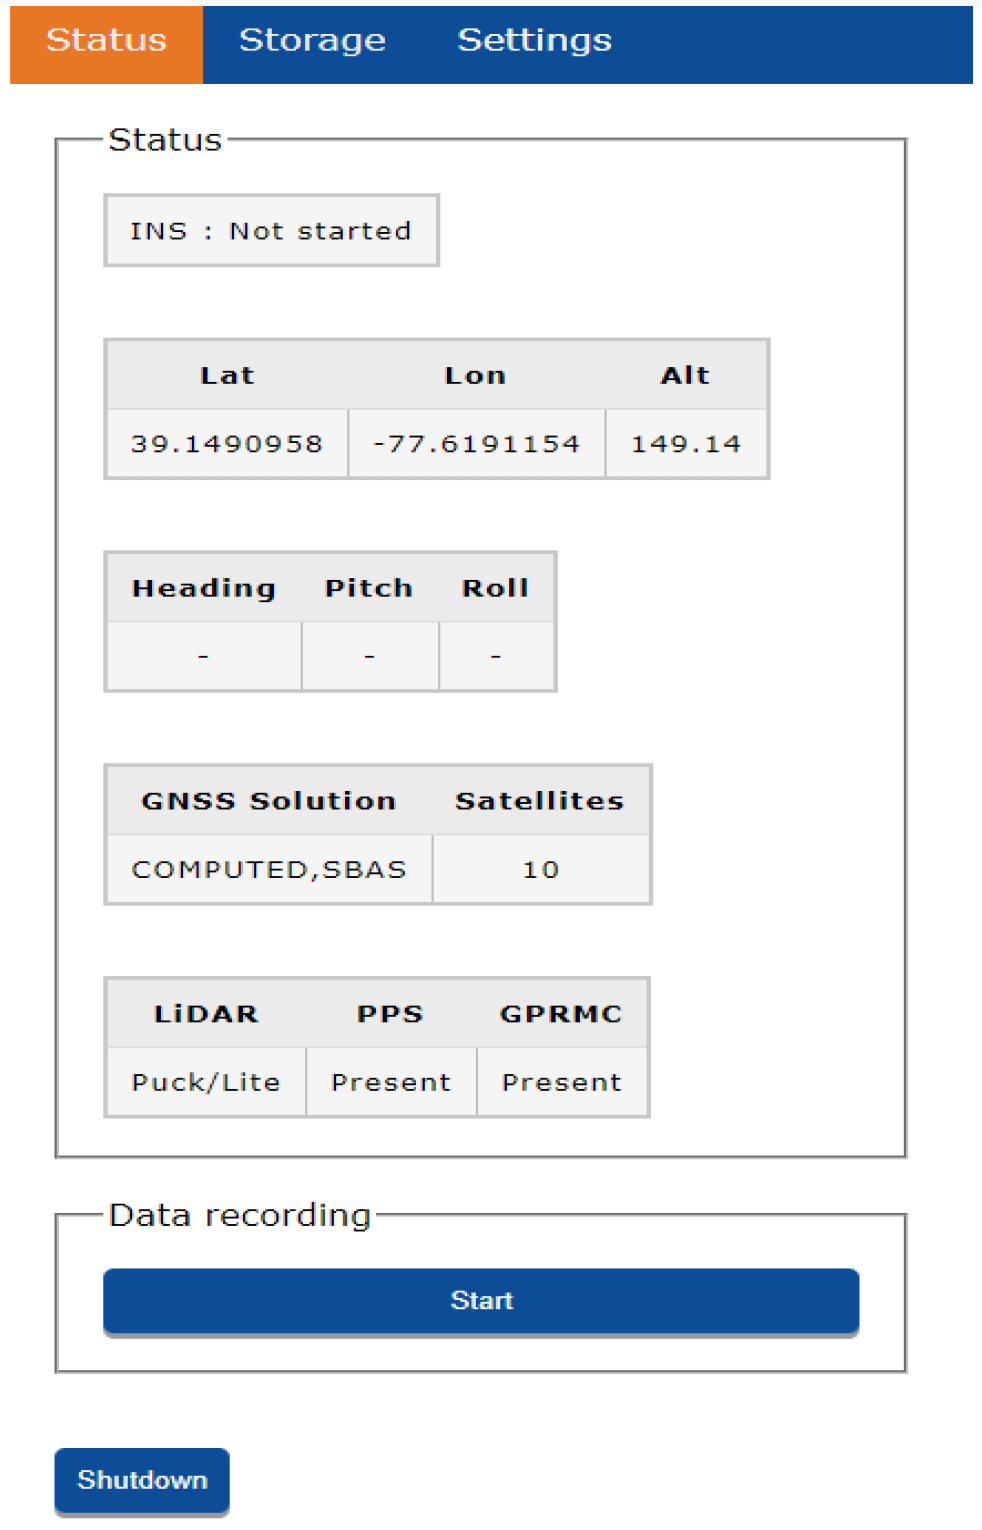 Status Storage Settings
Status
INS : Not started
Lat Lon Alt
39.1490958 -77.6191154 149.14
Heading Pitch Roll
- - -
GNSS Solution Satellites
COMPUTED,SBAS 10
LiDAR PPS GPRMC
Puck/Lite Present Present
Data recording
Start
Shutdown